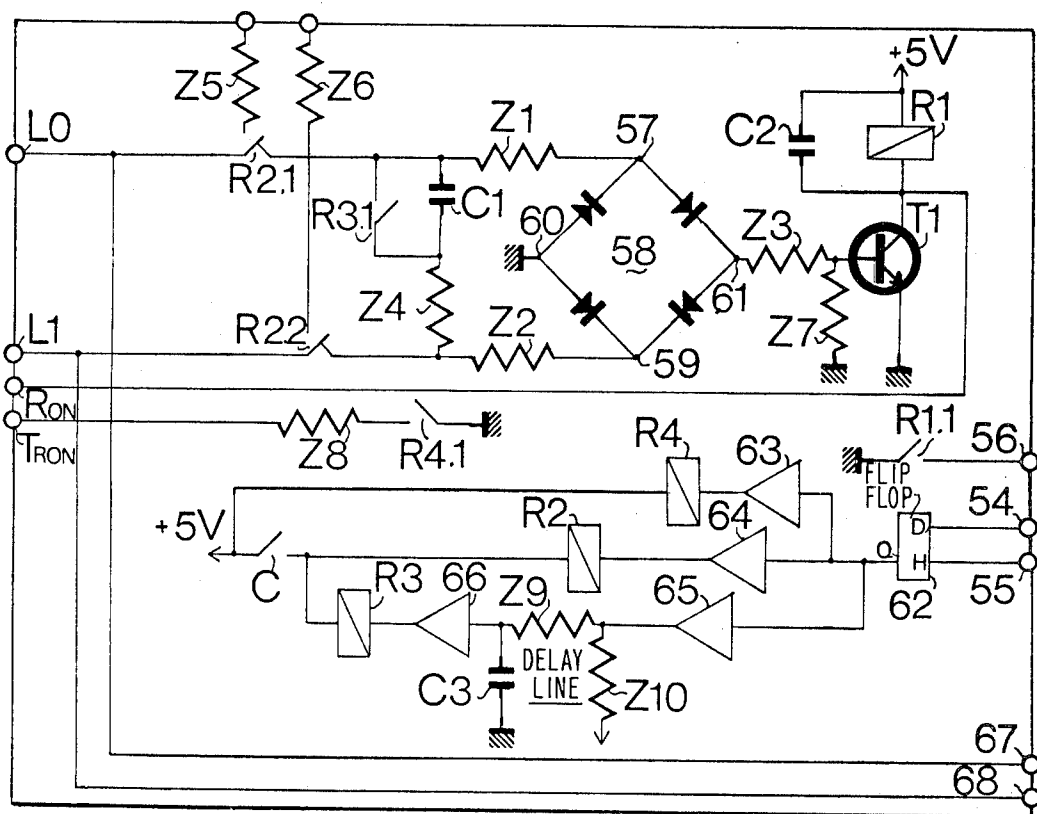 Z5
Z6
+5V
R1
C2
L0
R2.1
Z1
57
R3.1
C1
60
58
Z3
T1
61
Z4
Z7
L1
R22
Z2
59
RON
TRON
Z8
R4.1
R1.1
56
R4
63
FLIP
FLOP
D
54
+5V
R2
64
Q
H
55
62
C
R3
66
Z9
65
C3
DELAY
LINE
Z10
67
68